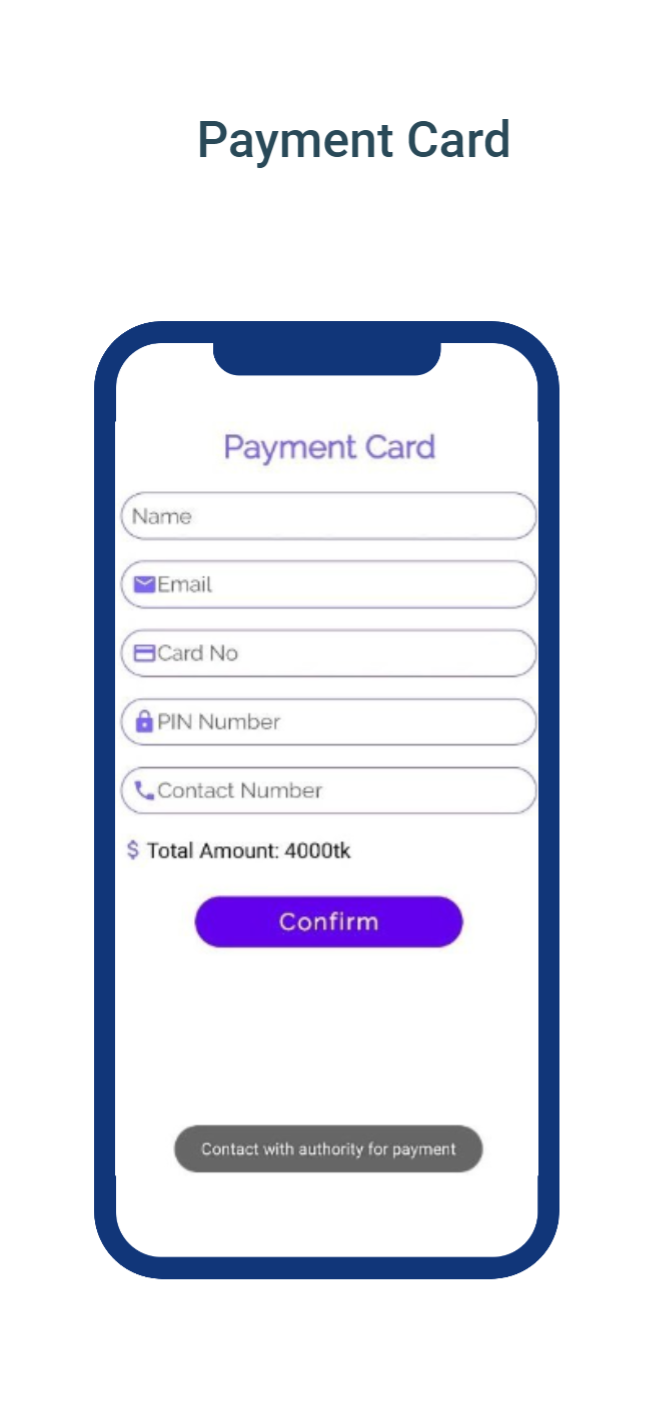 Payment Card
Payment Card
Name
Email
Card No
PIN Number
Contact Number
$ Total Amount: 4000tk
Confirm
Contact with authority for payment